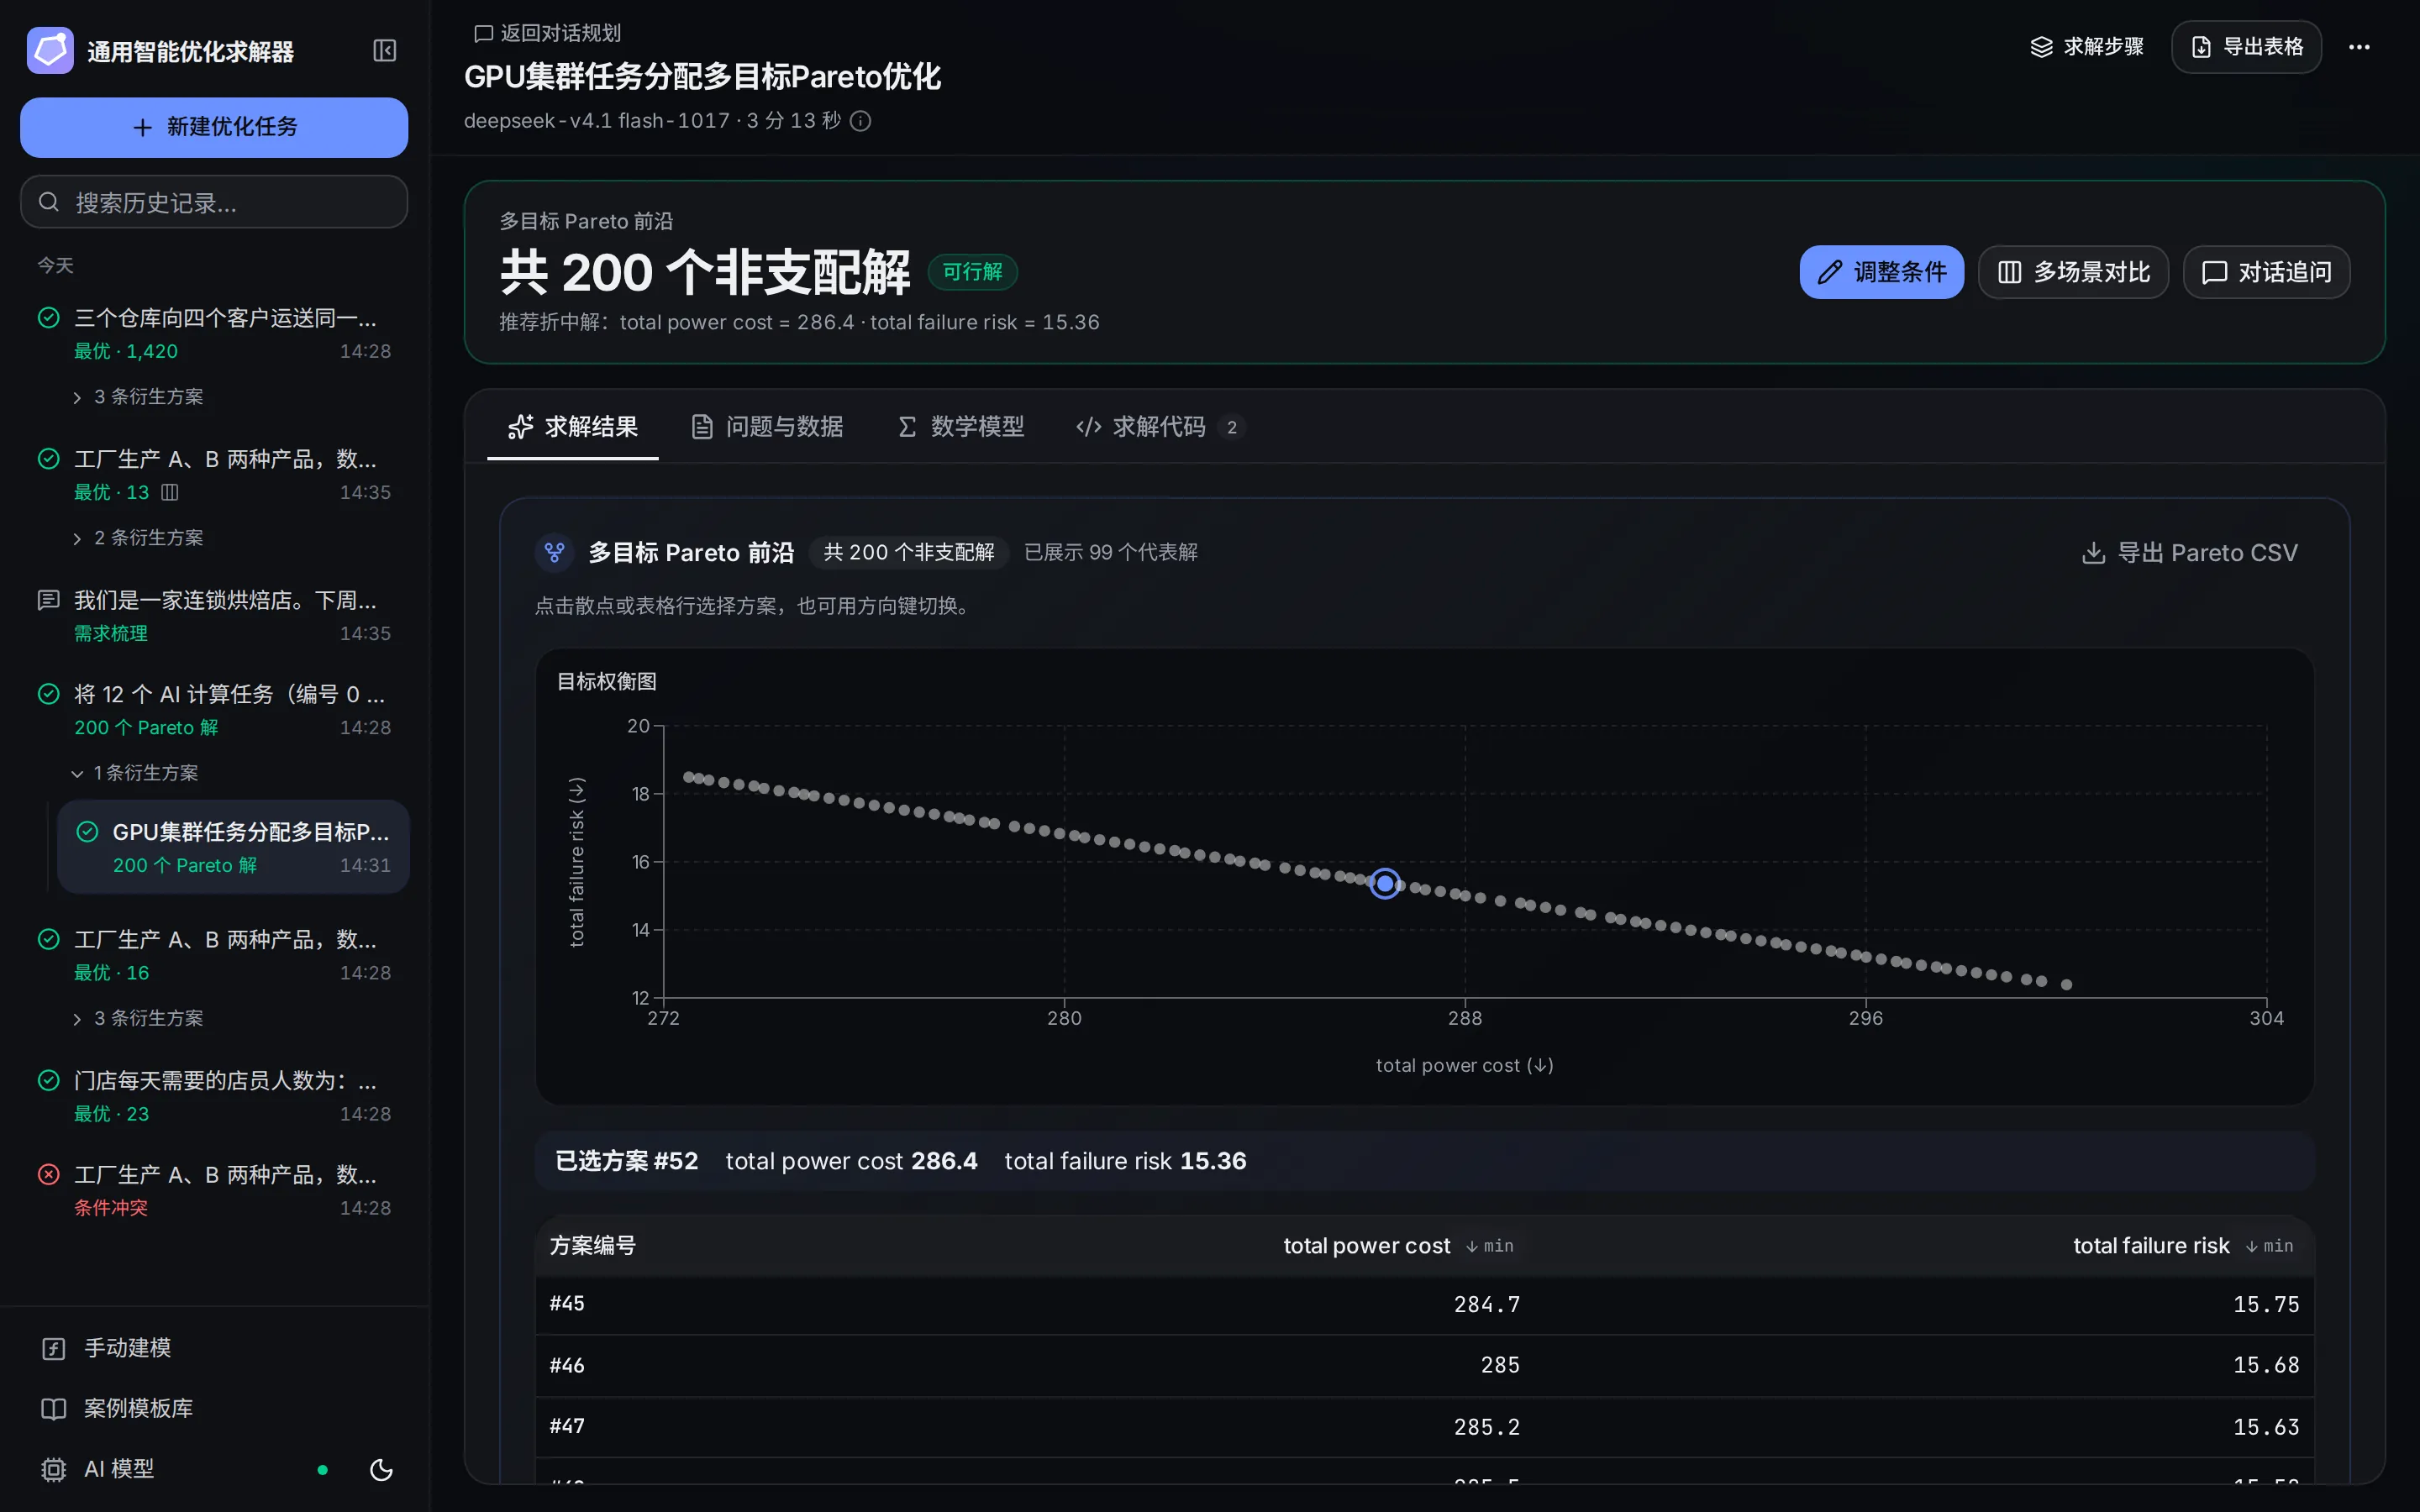 通用智能优化求解器
新建优化任务
搜索历史记录...
今天
三个仓库向四个客户运送同一...
最优 · 1,420 14:28
3 条衍生方案
工厂生产 A、B 两种产品，数...
最优 · 13 14:35
2 条衍生方案
我们是一家连锁烘焙店。下周...
需求梳理 14:35
将 12 个 AI 计算任务（编号 0 ...
200 个 Pareto 解 14:28
1 条衍生方案
GPU集群任务分配多目标P...
200 个 Pareto 解 14:31
工厂生产 A、B 两种产品，数...
最优 · 16 14:28
3 条衍生方案
门店每天需要的店员人数为：...
最优 · 23 14:28
工厂生产 A、B 两种产品，数...
条件冲突 14:28
手动建模
案例模板库
AI 模型
返回对话规划
GPU集群任务分配多目标Pareto优化
deepseek-v4.1 flash-1017 · 3 分 13 秒
求解步骤
导出表格
多目标 Pareto 前沿
共 200 个非支配解 可行解
推荐折中解：total power cost = 286.4 · total failure risk = 15.36
调整条件
多场景对比
对话追问
求解结果
问题与数据
数学模型
求解代码 2
多目标 Pareto 前沿 共 200 个非支配解 已展示 99 个代表解
导出 Pareto CSV
点击散点或表格行选择方案，也可用方向键切换。
目标权衡图
total failure risk (↓)
20
18
16
14
12
272 280 288 296 304
total power cost (↓)
已选方案 #52 total power cost 286.4 total failure risk 15.36
方案编号 total power cost ↓ min total failure risk ↓ min
#45 284.7 15.75
#46 285 15.68
#47 285.2 15.63